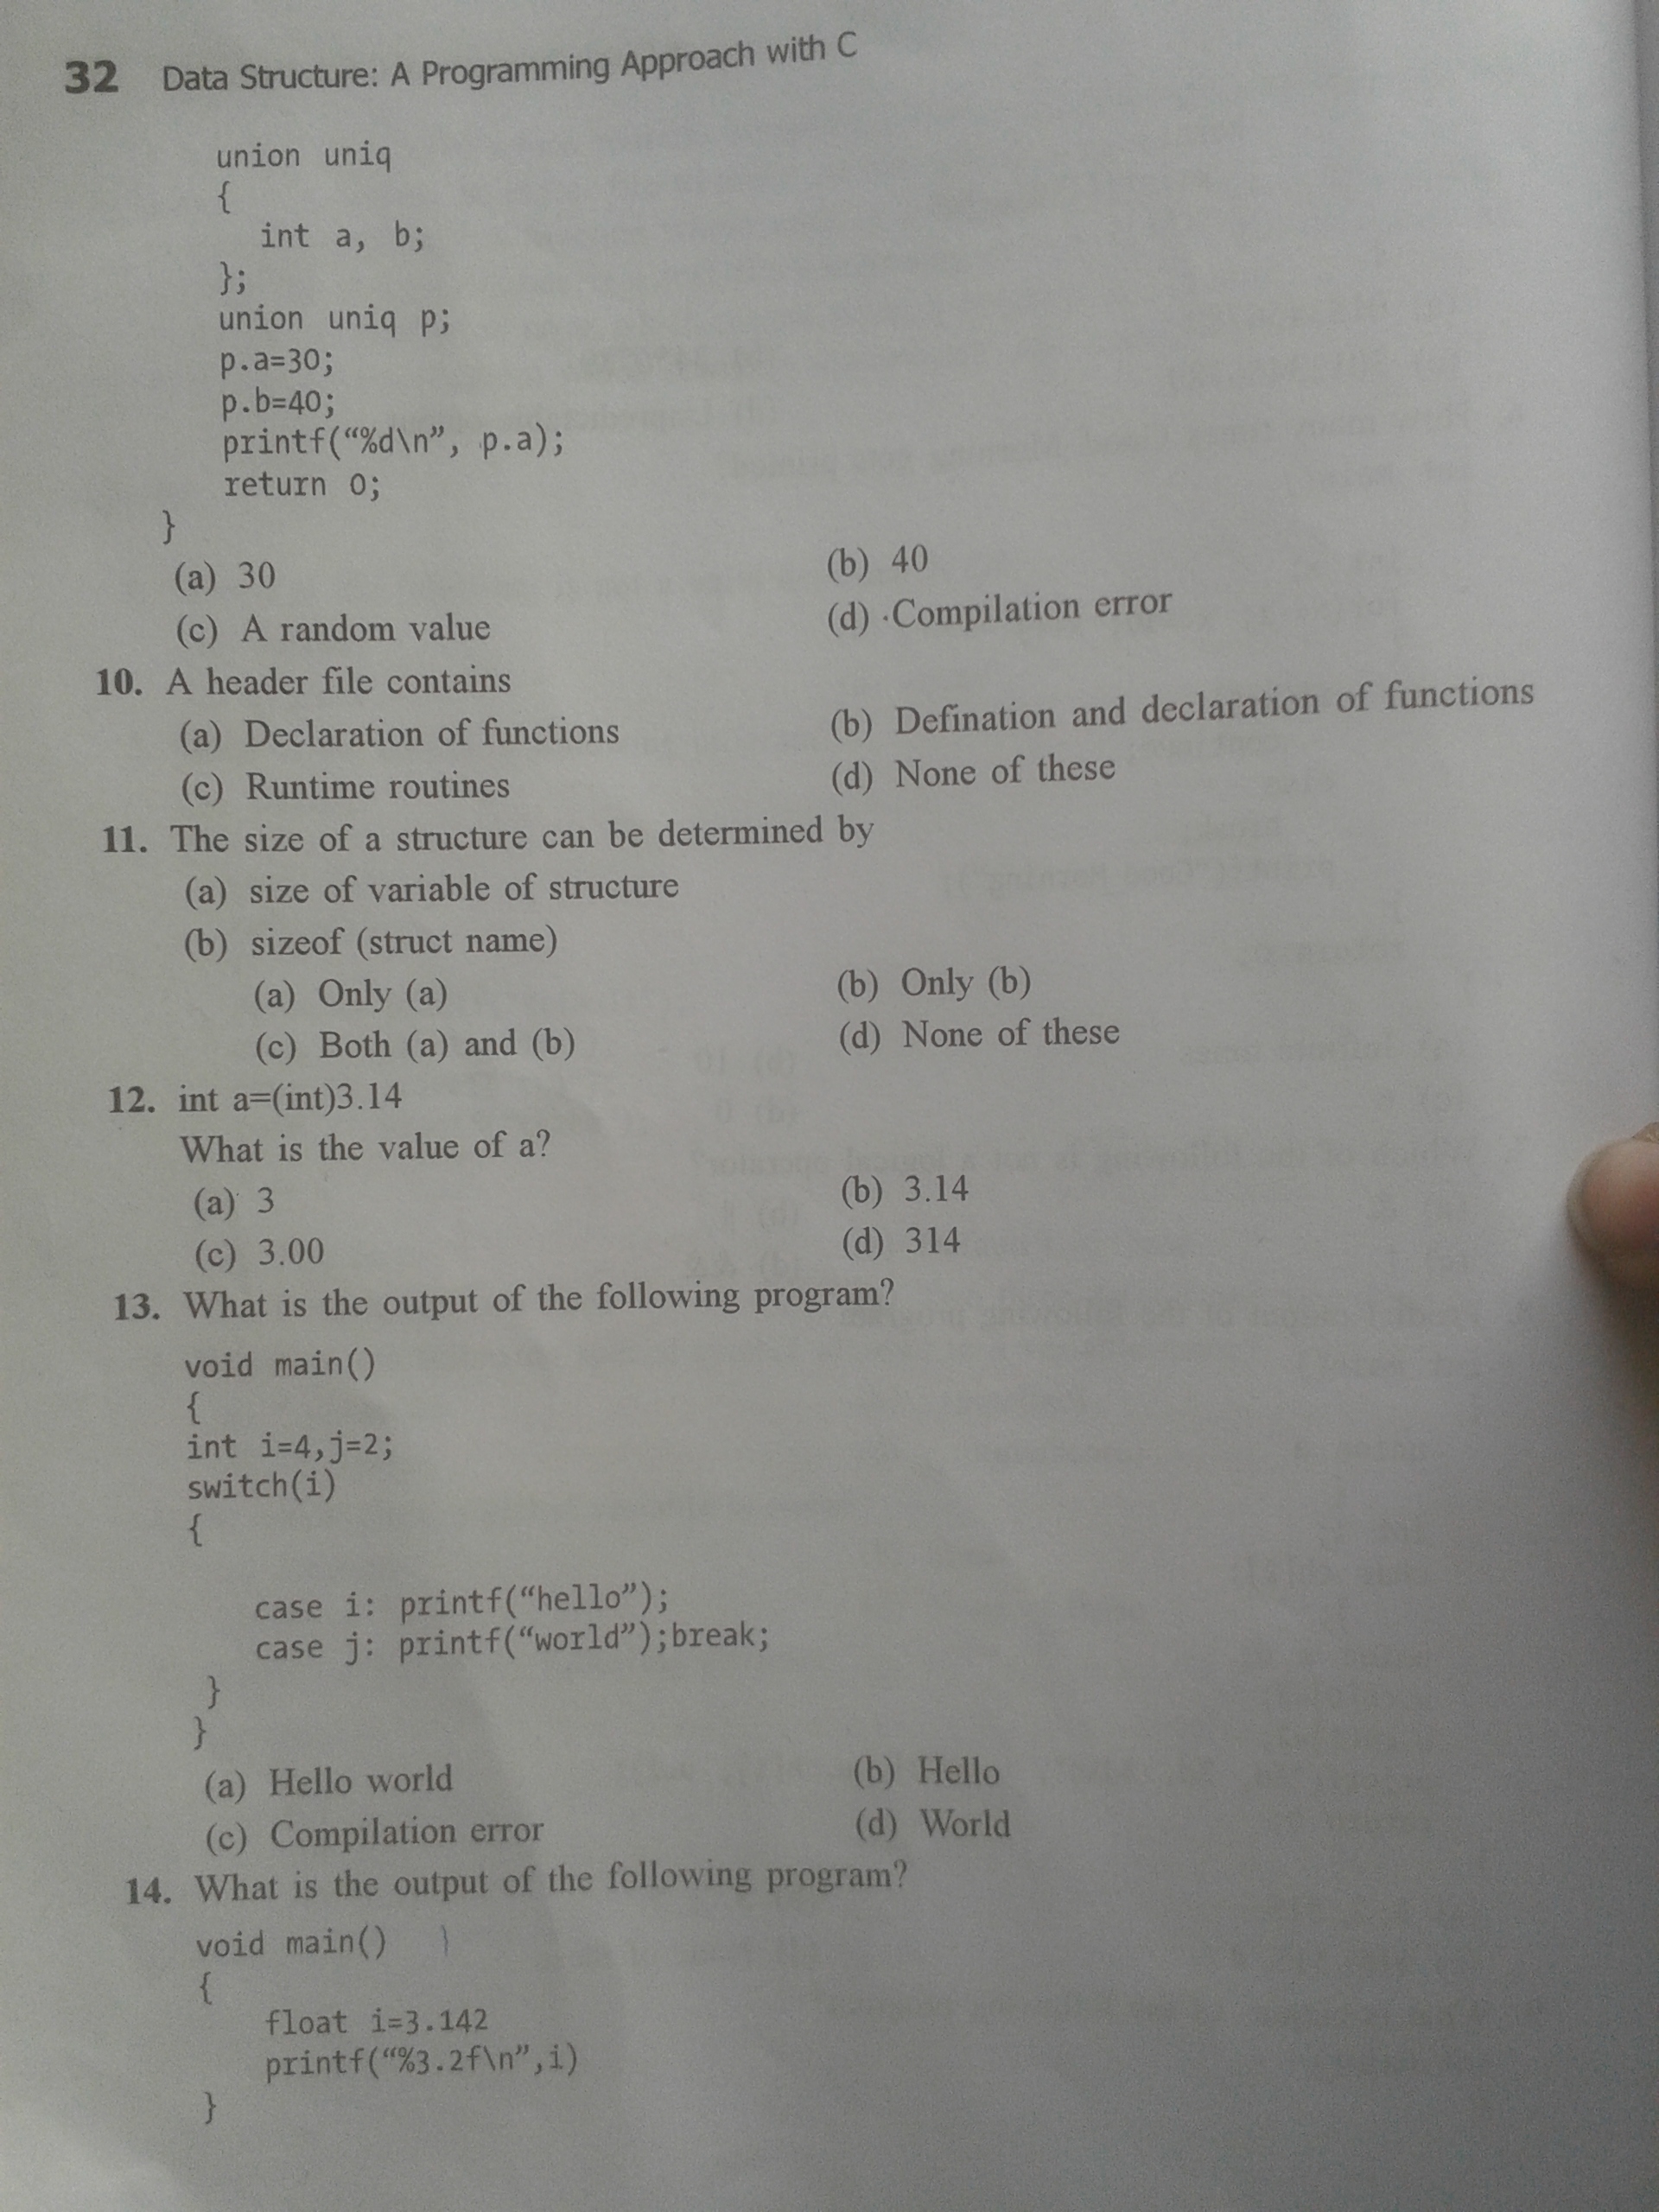 32 Data Structure: A Programming Approach with C
union uniq
{
int a, b;
};
union uniq p;
p.a=30;
p.b=40;
printf(“%d\n”, p.a);
return 0;
}
(a) 30 (b) 40
(c) A random value (d) Compilation error
10. A header file contains
(a) Declaration of functions (b) Defination and declaration of functions
(c) Runtime routines (d) None of these
11. The size of a structure can be determined by
(a) size of variable of structure
(b) sizeof (struct name)
(a) Only (a) (b) Only (b)
(c) Both (a) and (b) (d) None of these
12. int a=(int)3.14
What is the value of a?
(a) 3 (b) 3.14
(c) 3.00 (d) 314
13. What is the output of the following program?
void main()
{
int i=4,j=2;
switch(i)
{
case i: printf(“hello”);
case j: printf(“world”);break;
}
}
(a) Hello world (b) Hello
(c) Compilation error (d) World
14. What is the output of the following program?
void main()
{
float i=3.142
printf(“%3.2f\n”,i)
}